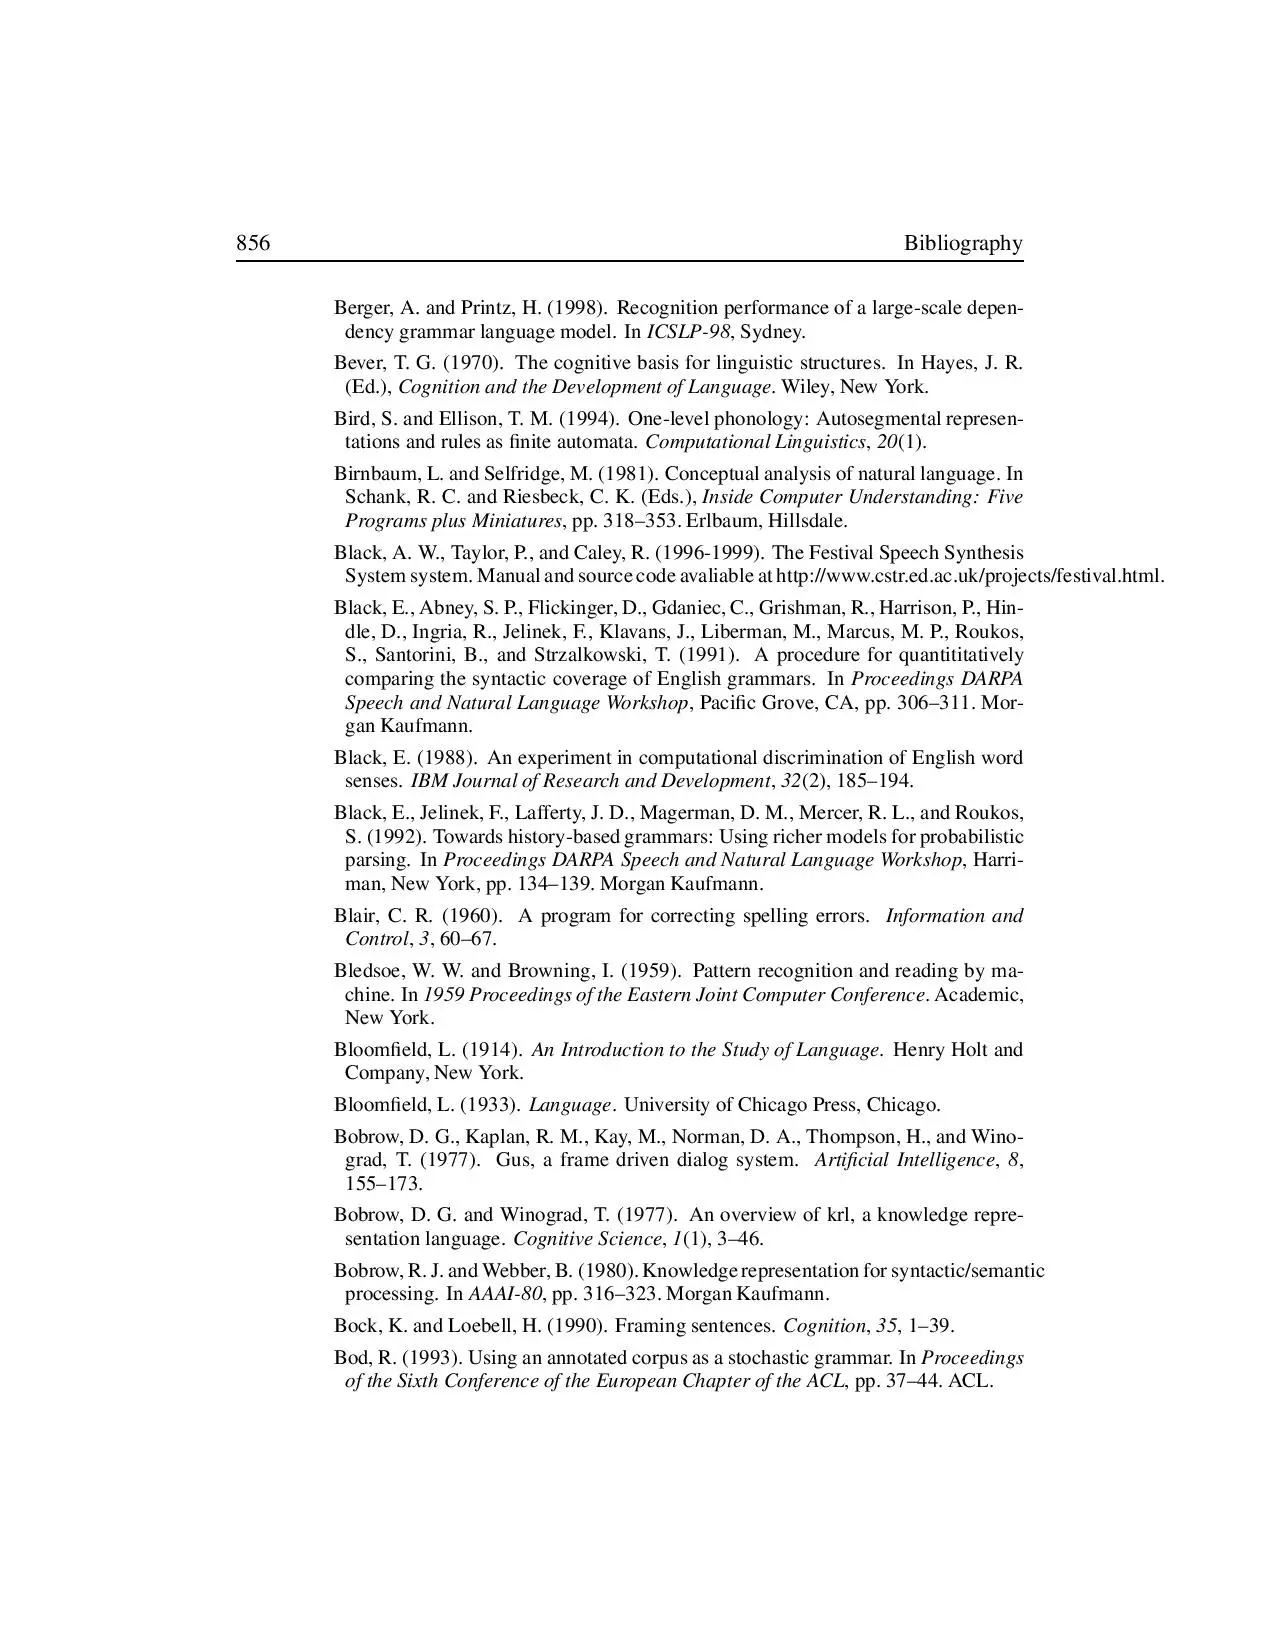 856 Bibliography
Berger, A. and Printz, H. (1998). Recognition performance of a large-scale depen-
dency grammar language model. In ICSLP-98, Sydney.
Bever, T. G. (1970). The cognitive basis for linguistic structures. In Hayes, J. R.
(Ed.), Cognition and the Development of Language. Wiley, New York.
Bird, S. and Ellison, T. M. (1994). One-level phonology: Autosegmental represen-
tations and rules as finite automata. Computational Linguistics, 20(1).
Birnbaum, L. and Selfridge, M. (1981). Conceptual analysis of natural language. In
Schank, R. C. and Riesbeck, C. K. (Eds.), Inside Computer Understanding: Five
Programs plus Miniatures, pp. 318–353. Erlbaum, Hillsdale.
Black, A. W., Taylor, P., and Caley, R. (1996-1999). The Festival Speech Synthesis
System system. Manual and source code avaliable at http://www.cstr.ed.ac.uk/projects/festival.html.
Black, E., Abney, S. P., Flickinger, D., Gdaniec, C., Grishman, R., Harrison, P., Hin-
dle, D., Ingria, R., Jelinek, F., Klavans, J., Liberman, M., Marcus, M. P., Roukos,
S., Santorini, B., and Strzalkowski, T. (1991). A procedure for quantititatively
comparing the syntactic coverage of English grammars. In Proceedings DARPA
Speech and Natural Language Workshop, Pacific Grove, CA, pp. 306–311. Mor-
gan Kaufmann.
Black, E. (1988). An experiment in computational discrimination of English word
senses. IBM Journal of Research and Development, 32(2), 185–194.
Black, E., Jelinek, F., Lafferty, J. D., Magerman, D. M., Mercer, R. L., and Roukos,
S. (1992). Towards history-based grammars: Using richer models for probabilistic
parsing. In Proceedings DARPA Speech and Natural Language Workshop, Harri-
man, New York, pp. 134–139. Morgan Kaufmann.
Blair, C. R. (1960). A program for correcting spelling errors. Information and
Control, 3, 60–67.
Bledsoe, W. W. and Browning, I. (1959). Pattern recognition and reading by ma-
chine. In 1959 Proceedings of the Eastern Joint Computer Conference. Academic,
New York.
Bloomfield, L. (1914). An Introduction to the Study of Language. Henry Holt and
Company, New York.
Bloomfield, L. (1933). Language. University of Chicago Press, Chicago.
Bobrow, D. G., Kaplan, R. M., Kay, M., Norman, D. A., Thompson, H., and Wino-
grad, T. (1977). Gus, a frame driven dialog system. Artificial Intelligence, 8,
155–173.
Bobrow, D. G. and Winograd, T. (1977). An overview of krl, a knowledge repre-
sentation language. Cognitive Science, 1(1), 3–46.
Bobrow, R. J. and Webber, B. (1980). Knowledge representation for syntactic/semantic
processing. In AAAI-80, pp. 316–323. Morgan Kaufmann.
Bock, K. and Loebell, H. (1990). Framing sentences. Cognition, 35, 1–39.
Bod, R. (1993). Using an annotated corpus as a stochastic grammar. In Proceedings
of the Sixth Conference of the European Chapter of the ACL, pp. 37–44. ACL.